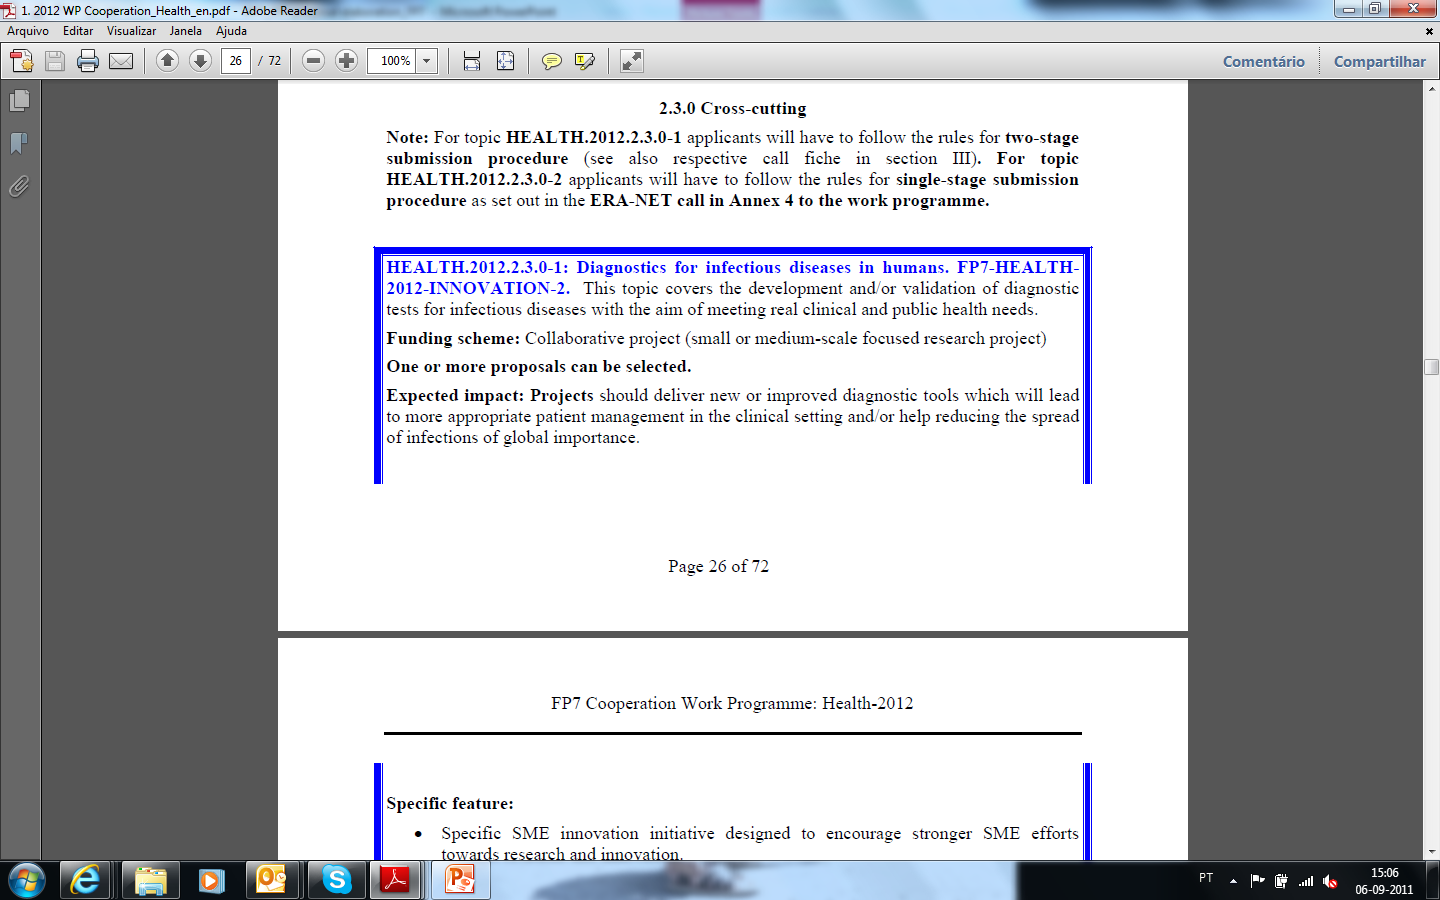 1. 2012 WP Cooperation_Health_en.pdf - Adobe Reader
Microsoft PowerPoint
Arquivo Editar Visualizar Janela Ajuda
26 / 72 100% Comentário Compartilhar
2.3.0 Cross-cutting
Note: For topic HEALTH.2012.2.3.0-1 applicants will have to follow the rules for two-stage
submission procedure (see also respective call fiche in section III). For topic
HEALTH.2012.2.3.0-2 applicants will have to follow the rules for single-stage submission
procedure as set out in the ERA-NET call in Annex 4 to the work programme.
HEALTH.2012.2.3.0-1: Diagnostics for infectious diseases in humans. FP7-HEALTH-
2012-INNOVATION-2. This topic covers the development and/or validation of diagnostic
tests for infectious diseases with the aim of meeting real clinical and public health needs.
Funding scheme: Collaborative project (small or medium-scale focused research project)
One or more proposals can be selected.
Expected impact: Projects should deliver new or improved diagnostic tools which will lead
to more appropriate patient management in the clinical setting and/or help reducing the spread
of infections of global importance.
Page 26 of 72
FP7 Cooperation Work Programme: Health-2012
Specific feature:
• Specific SME innovation initiative designed to encourage stronger SME efforts
towards research and innovation.
PT 15:06
06-09-2011